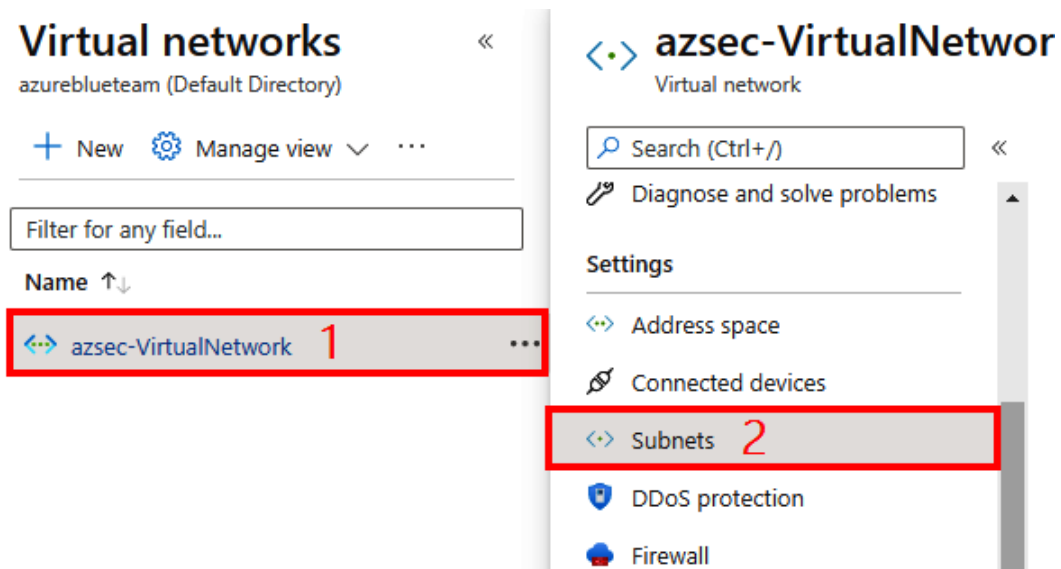 Virtual networks
«
azureblueteam (Default Directory)
+ New
Manage view
...
Filter for any field...
Name ↑↓
azsec-VirtualNetwork
1
...
azsec-VirtualNetwor
Virtual network
Search (Ctrl+/)
«
Diagnose and solve problems
Settings
Address space
Connected devices
Subnets
2
DDoS protection
Firewall